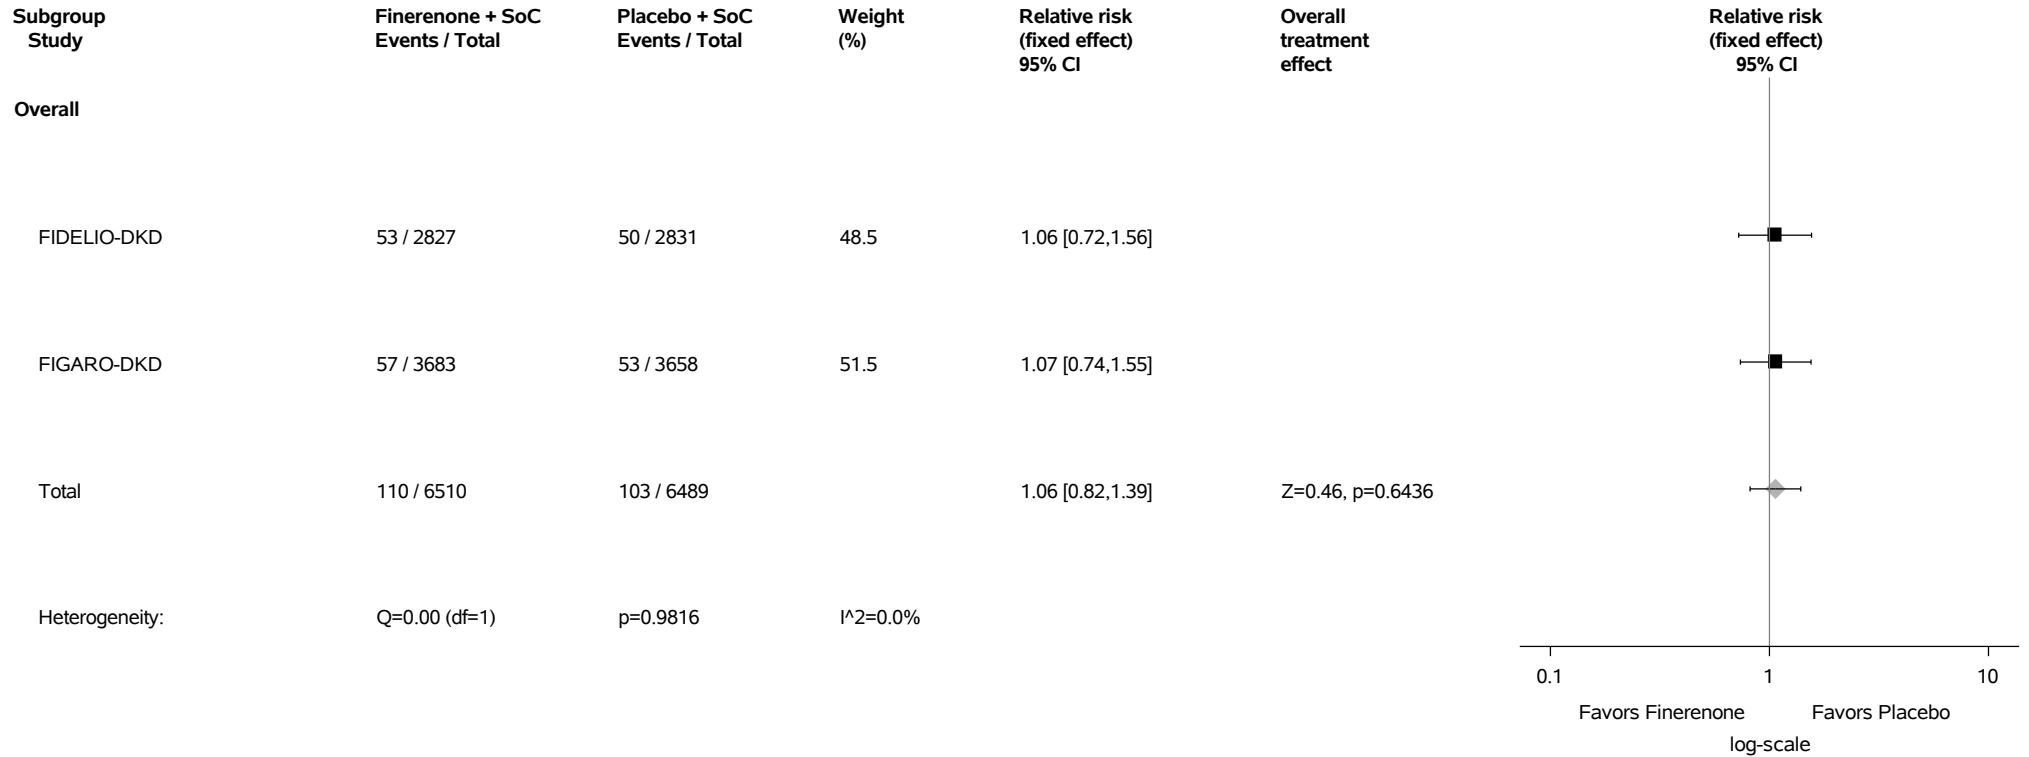 Subgroup Finerenone + SoC Placebo + SoC Weight Relative risk Overall Relative risk
Study Events / Total Events / Total (%) (fixed effect) treatment (fixed effect)
95% CI effect 95% CI
Overall
FIDELIO-DKD 53 / 2827 50 / 2831 48.5 1.06 [0.72,1.56]
FIGARO-DKD 57 / 3683 53 / 3658 51.5 1.07 [0.74,1.55]
Total 110 / 6510 103 / 6489 1.06 [0.82,1.39] Z=0.46, p=0.6436
Heterogeneity: Q=0.00 (df=1) p=0.9816 I^2=0.0%
0.1 1 10
Favors Finerenone Favors Placebo
log-scale